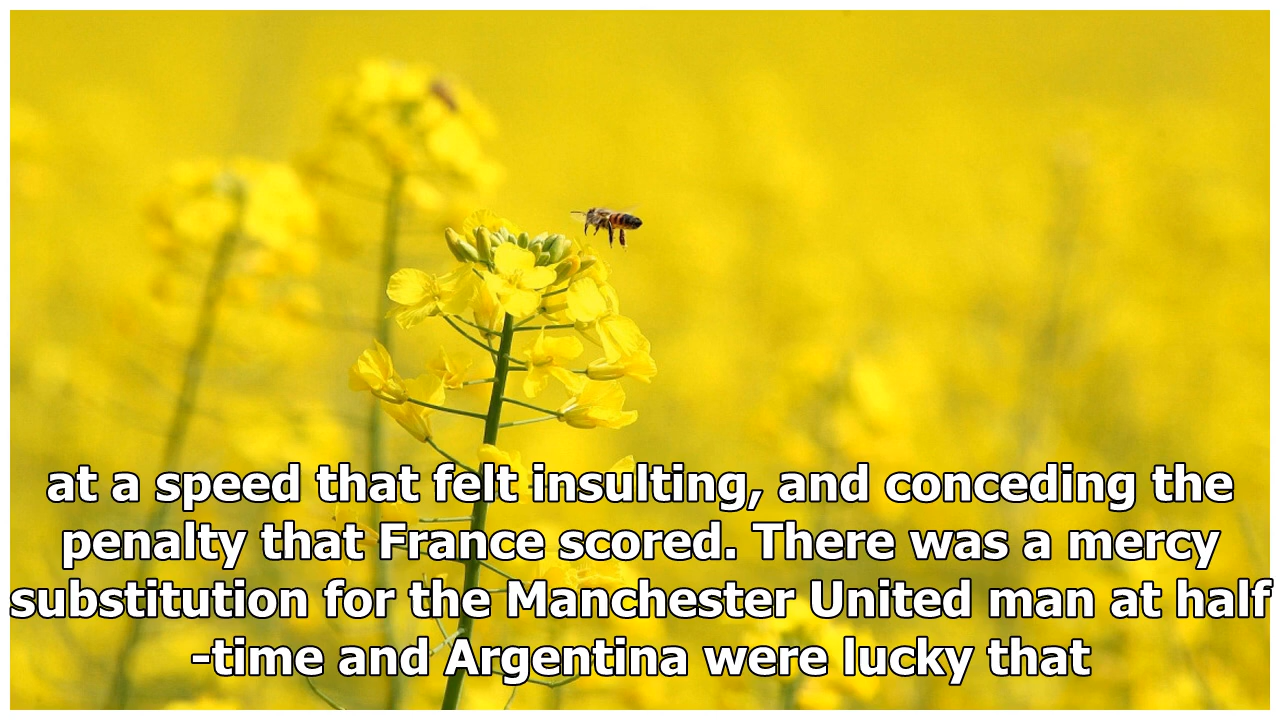 at a speed that felt insulting, and conceding the
penalty that France scored. There was a mercy
substitution for the Manchester United man at half
-time and Argentina were lucky that